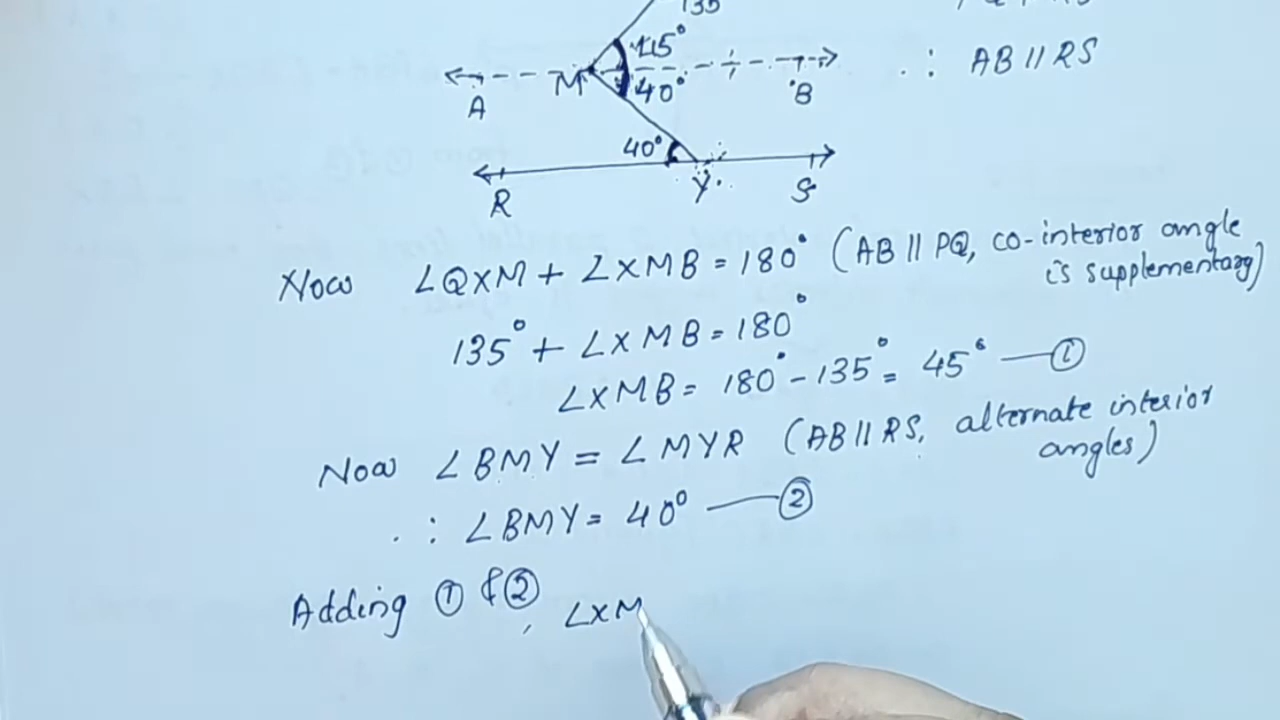 135
45°
M
40°
A
B
∴ AB || RS
40°
R
Y
S
Now ∠QXM + ∠XMB = 180° (AB || PQ, co-interior angle
is supplementary)
135° + ∠XMB = 180°
∠XMB = 180° - 135° = 45° — ①
Now ∠BMY = ∠MYR (AB || RS, alternate interior
angles)
∴ ∠BMY = 40° — ②
Adding ① & ②, ∠XM